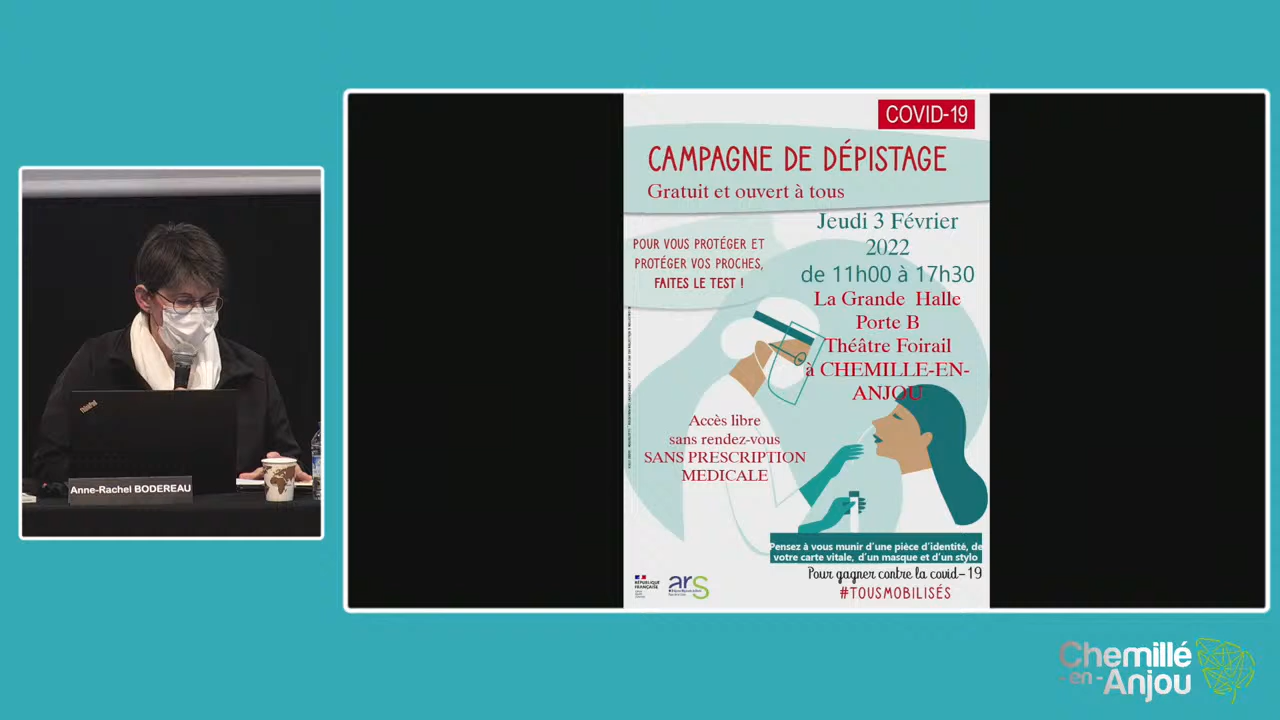 ThinkPad
Anne-Rachel BODEREAU
COVID-19
CAMPAGNE DE DÉPISTAGE
Gratuit et ouvert à tous
Jeudi 3 Février
2022
de 11h00 à 17h30
POUR VOUS PROTÉGER ET
PROTÉGER VOS PROCHES,
FAITES LE TEST !
La Grande Halle
Porte B
Théâtre Foirail
à CHEMILLE-EN-
ANJOU
Accès libre
sans rendez-vous
SANS PRESCRIPTION
MEDICALE
Pensez à vous munir d'une pièce d'identité, de
votre carte vitale, d'un masque et d'un stylo
Pour gagner contre la covid-19
#TOUSMOBILISÉS
RÉPUBLIQUE
FRANÇAISE
ars
Chemillé
-en-
Anjou